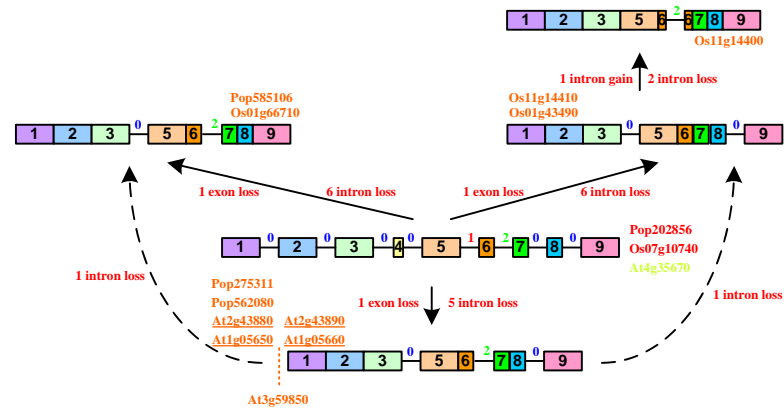 1 2 3 5 6 2 6 7 8 9
Os11g14400
1 intron gain 2 intron loss
Pop585106
Os01g66710
1 2 3 0 5 6 2 7 8 9
Os11g14410
Os01g43490
1 2 3 0 5 6 7 8 0 9
1 exon loss 6 intron loss
1 exon loss 6 intron loss
1 0 2 0 3 0 4 0 5 1 6 2 7 0 8 0 9
Pop202856
Os07g10740
At4g35670
1 intron loss
1 intron loss
Pop275311
Pop562080
At2g43880 At2g43890
At1g05650 At1g05660
1 exon loss 5 intron loss
1 2 3 0 5 6 2 7 8 0 9
At3g59850